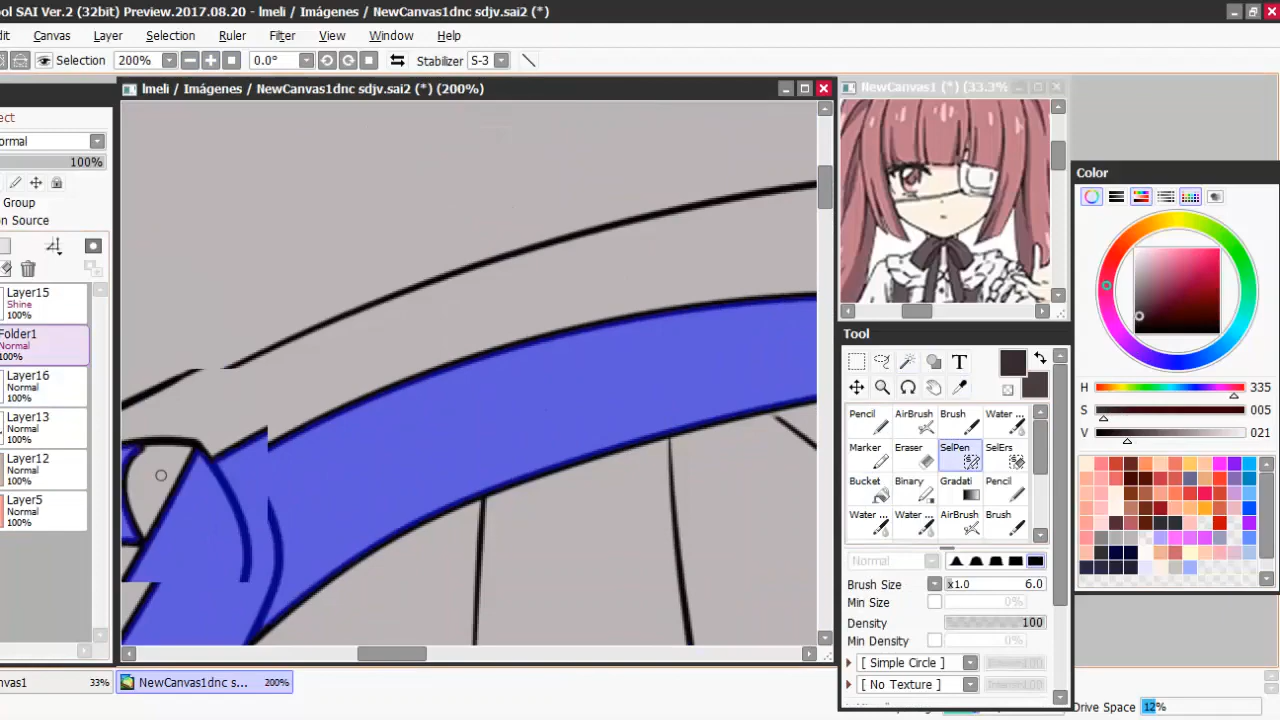 ool SAI Ver.2 (32bit) Preview.2017.08.20 - lmeli / Imágenes / NewCanvas1dnc sdjv.sai2 (*)
dit Canvas Layer Selection Ruler Filter View Window Help
Selection 200% 0.0° Stabilizer S-3
lmeli / Imágenes / NewCanvas1dnc sdjv.sai2 (*) (200%)
NewCanvas1 (*) (33.3%
ect
ormal
100%
Group
on Source
Layer15
Shine
100%
Folder1
Normal
100%
Layer16
Normal
100%
Layer13
Normal
100%
Layer12
Normal
100%
Layer5
Normal
100%
Color
H 335
S 005
V 021
Tool
T
Pencil AirBrush Brush Water ...
Marker Eraser SelPen SelErs
Bucket Binary Gradati Pencil
Water ... Water ... AirBrush Brush
Normal
Brush Size x1.0 6.0
Min Size 0%
Density 100
Min Density 0%
[ Simple Circle ]
[ No Texture ]
nvas1 33%
NewCanvas1dnc s... 200%
Drive Space 12%